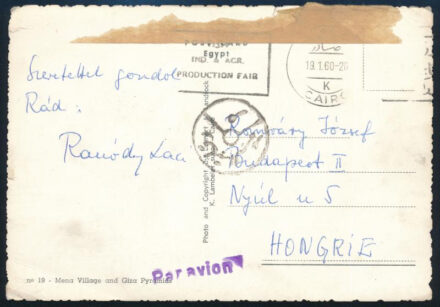 Egypt
IND. & AGR.
PRODUCTION FAIR
19.1.60-20
K
CAIRO
Szeretettel gondol
Rád:
Ranódy Laci
Photo and Copyright
K. Lambert
József
Budapest II
Nyúl u 5
HONGRIE
Par avion
nº 19 - Mena Village and Giza Pyramids